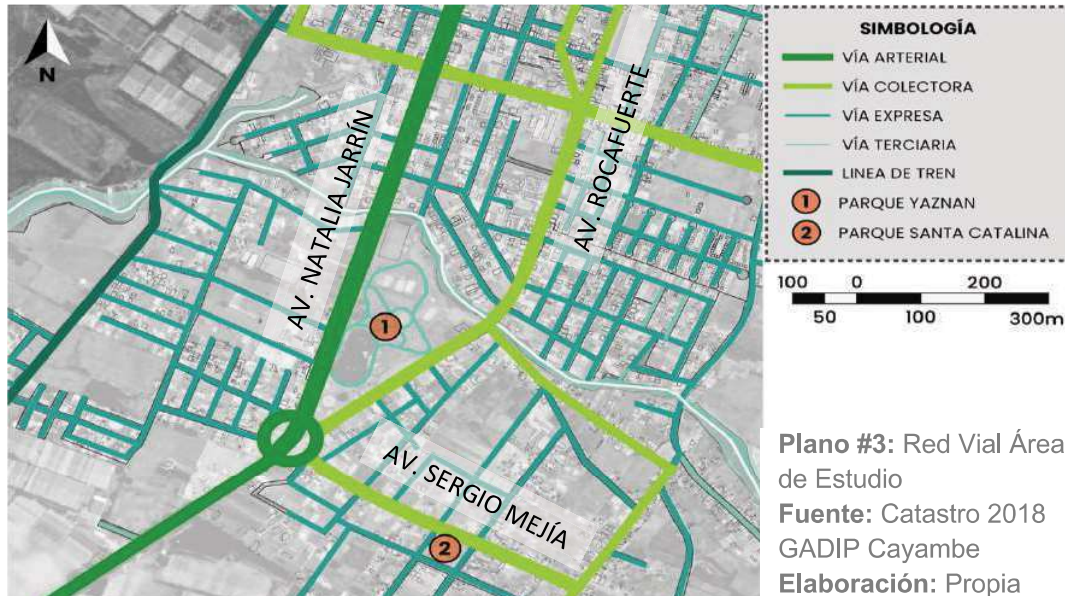 N
AV. NATALIA JARRÍN
AV. ROCAFUERTE
AV. SERGIO MEJÍA
1
2
SIMBOLOGÍA
VÍA ARTERIAL
VÍA COLECTORA
VÍA EXPRESA
VÍA TERCIARIA
LINEA DE TREN
1 PARQUE YAZNAN
2 PARQUE SANTA CATALINA
100 0 200
50 100 300m
Plano #3: Red Vial Área
de Estudio
Fuente: Catastro 2018
GADIP Cayambe
Elaboración: Propia